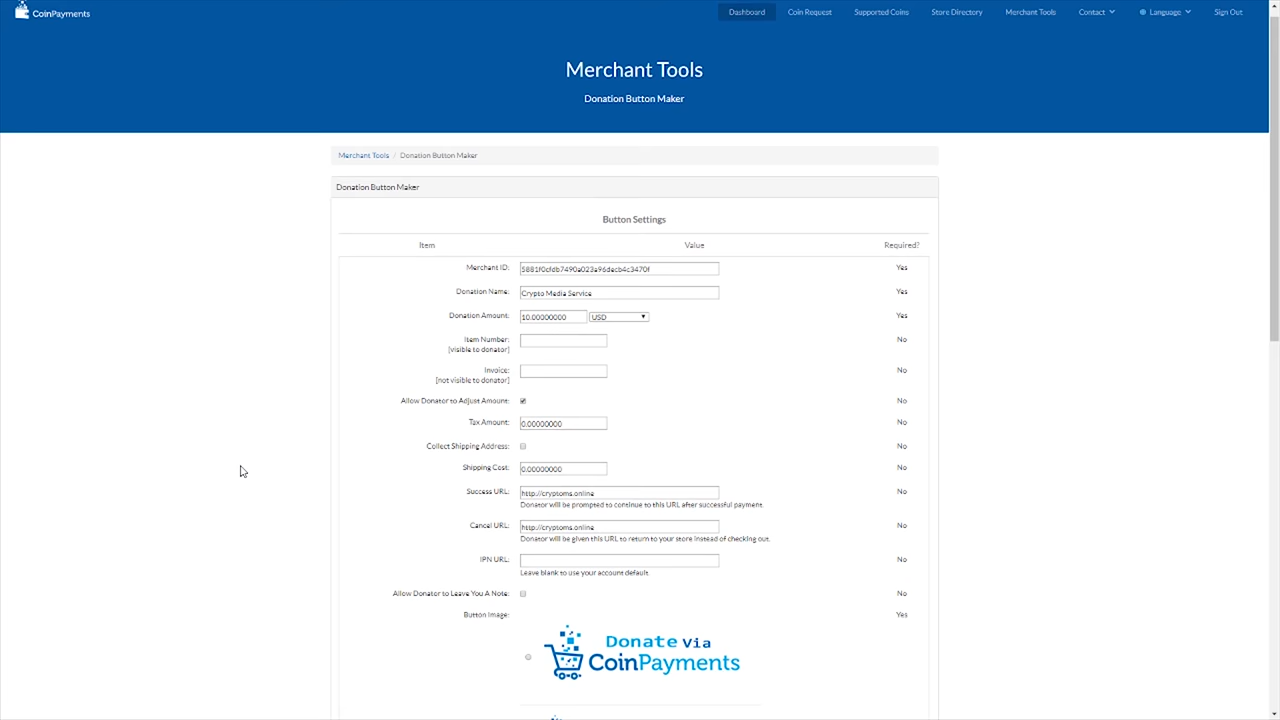 CoinPayments
Dashboard Coin Request Supported Coins Store Directory Merchant Tools Contact Language Sign Out
Merchant Tools
Donation Button Maker
Merchant Tools / Donation Button Maker
Donation Button Maker
Button Settings
Item Value Required?
Merchant ID: Yes
Donation Name: Crypto Media Service Yes
Donation Amount: 10.00000000 USD Yes
Item Number: No
[visible to donator]
Invoice: No
[not visible to donator]
Allow Donator to Adjust Amount: No
Tax Amount: 0.00000000 No
Collect Shipping Address: No
Shipping Cost: 0.00000000 No
Success URL: http://cryptoms.online No
Donator will be prompted to continue to this URL after successful payment.
Cancel URL: http://cryptoms.online No
Donator will be given this URL to return to your store instead of checking out.
IPN URL: No
Leave blank to use your account default.
Allow Donator to Leave You A Note: No
Button Image: Yes
Donate Via
CoinPayments